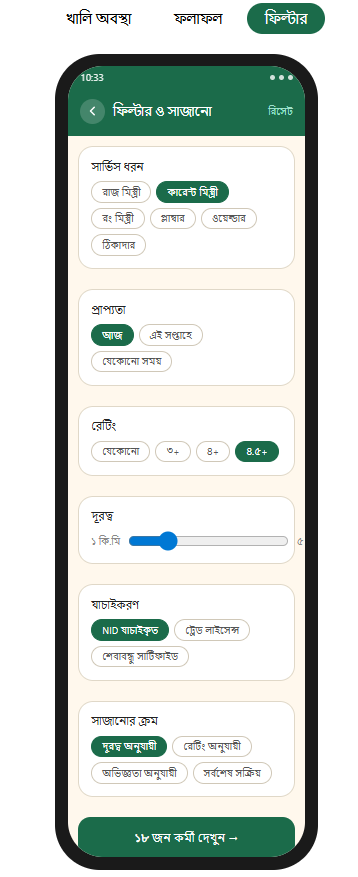 খালি অবস্থা ফলাফল ফিল্টার
10:33
ফিল্টার ও সাজানো রিসেট
সার্ভিস ধরন
রাজ মিস্ত্রী কারেন্ট মিস্ত্রী
রং মিস্ত্রী প্লাম্বার ওয়েল্ডার
ঠিকাদার
প্রাপ্যতা
আজ এই সপ্তাহে
যেকোনো সময়
রেটিং
যেকোনো ৩+ ৪+ ৪.৫+
দূরত্ব
১ কি.মি ৫
যাচাইকরণ
NID যাচাইকৃত ট্রেড লাইসেন্স
শেবাবন্ধু সার্টিফাইড
সাজানোর ক্রম
দূরত্ব অনুযায়ী রেটিং অনুযায়ী
অভিজ্ঞতা অনুযায়ী সর্বশেষ সক্রিয়
১৮ জন কর্মী দেখুন →